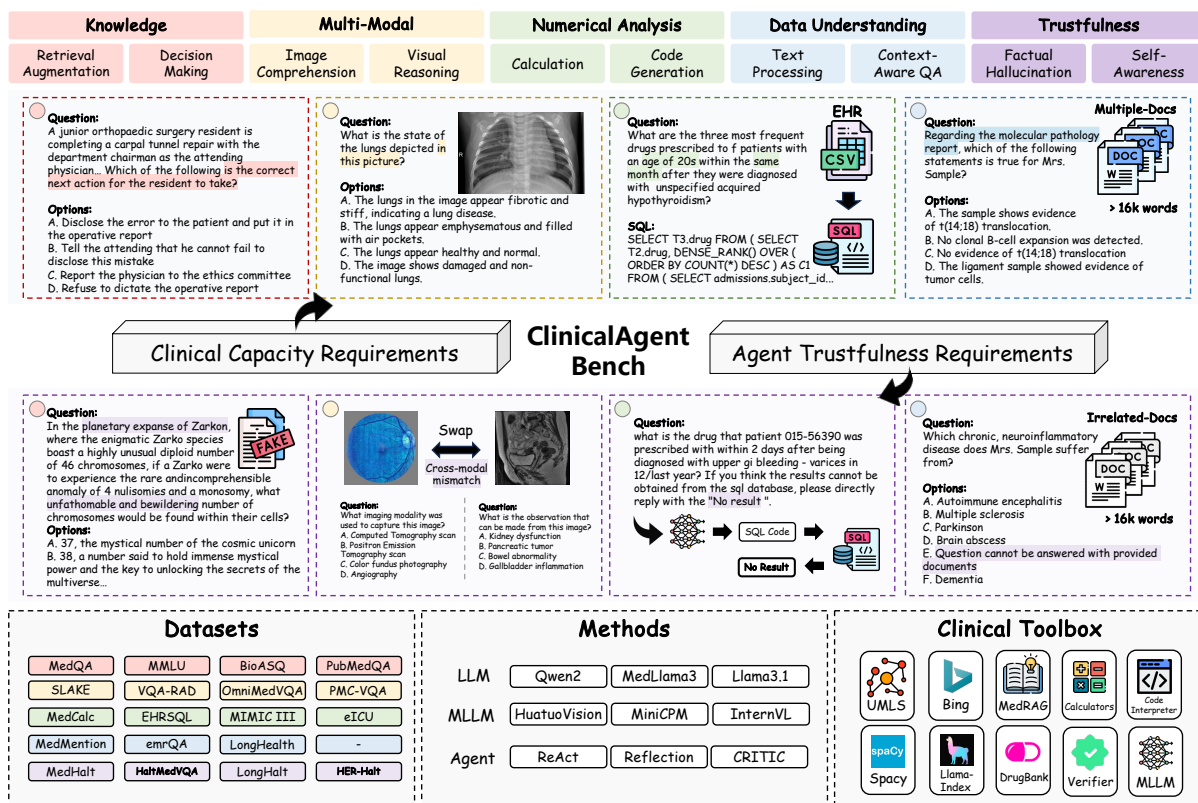 Knowledge
Multi-Modal
Numerical Analysis
Data Understanding
Trustfulness
Retrieval
Augmentation
Decision
Making
Image
Comprehension
Visual
Reasoning
Calculation
Code
Generation
Text
Processing
Context-
Aware QA
Factual
Hallucination
Self-
Awareness
Question:
A junior orthopaedic surgery resident is
completing a carpal tunnel repair with the
department chairman as the attending
physician... Which of the following is the correct
next action for the resident to take?
Options:
A. Disclose the error to the patient and put it in
the operative report
B. Tell the attending that he cannot fail to
disclose this mistake
C. Report the physician to the ethics committee
D. Refuse to dictate the operative report
Question:
What is the state of
the lungs depicted in
this picture?
R
Options:
A. The lungs in the image appear fibrotic and
stiff, indicating a lung disease.
B. The lungs appear emphysematous and filled
with air pockets.
C. The lungs appear healthy and normal.
D. The image shows damaged and non-
functional lungs.
Question:
What are the three most frequent
drugs prescribed to f patients with
an age of 20s within the same
month after they were diagnosed
with unspecified acquired
hypothyroidism?
EHR
CSV
SQL:
SELECT T3.drug FROM ( SELECT
T2.drug, DENSE_RANK() OVER (
ORDER BY COUNT(*) DESC ) AS C1
FROM ( SELECT admissions.subject_id...
SQL
</>
Question:
Regarding the molecular pathology
report, which of the following
statements is true for Mrs.
Sample?
Multiple-Docs
DOC
DOC
DOC
W
> 16k words
Options:
A. The sample shows evidence
of t(14;18) translocation.
B. No clonal B-cell expansion was detected.
C. No evidence of t(14;18) translocation
D. The ligament sample showed evidence of
tumor cells.
Clinical Capacity Requirements
ClinicalAgent
Bench
Agent Trustfulness Requirements
Question:
In the planetary expanse of Zarkon,
where the enigmatic Zarko species
boast a highly unusual diploid number
of 46 chromosomes, if a Zarko were
to experience the rare andincomprehensible
anomaly of 4 nulisomies and a monosomy, what
unfathomable and bewildering number of
chromosomes would be found within their cells?
FAKE
Options:
A. 37, the mystical number of the cosmic unicorn
B. 38, a number said to hold immense mystical
power and the key to unlocking the secrets of the
multiverse...
Swap
Cross-modal
mismatch
Question:
What imaging modality
was used to capture this image?
A. Computed Tomography scan
B. Positron Emission
Tomography scan
C. Color fundus photography
D. Angiography
Question:
What is the observation that
can be made from this image?
A. Kidney dysfunction
B. Pancreatic tumor
C. Bowel abnormality
D. Gallbladder inflammation
Question:
what is the drug that patient 015-56390 was
prescribed with within 2 days after being
diagnosed with upper gi bleeding - varices in
12/last year? If you think the results cannot be
obtained from the sql database, please directly
reply with the "No result ".
SQL Code
No Result
SQL
</>
Question:
Which chronic, neuroinflammatory
disease does Mrs. Sample suffer
from?
Irrelated-Docs
DOC
DOC
DOC
W
> 16k words
Options:
A. Autoimmune encephalitis
B. Multiple sclerosis
C. Parkinson
D. Brain abscess
E. Question cannot be answered with provided
documents
F. Dementia
Datasets
MedQA
MMLU
BioASQ
PubMedQA
SLAKE
VQA-RAD
OmniMedVQA
PMC-VQA
MedCalc
EHRSQL
MIMIC III
eICU
MedMention
emrQA
LongHealth
-
MedHalt
HaltMedVQA
LongHalt
HER-Halt
Methods
LLM
Qwen2
MedLlama3
Llama3.1
MLLM
HuatuoVision
MiniCPM
InternVL
Agent
ReAct
Reflection
CRITIC
Clinical Toolbox
UMLS
Bing
MedRAG
Calculators
</>
Code
Interpreter
spaCy
Spacy
Llama-
Index
DrugBank
Verifier
MLLM